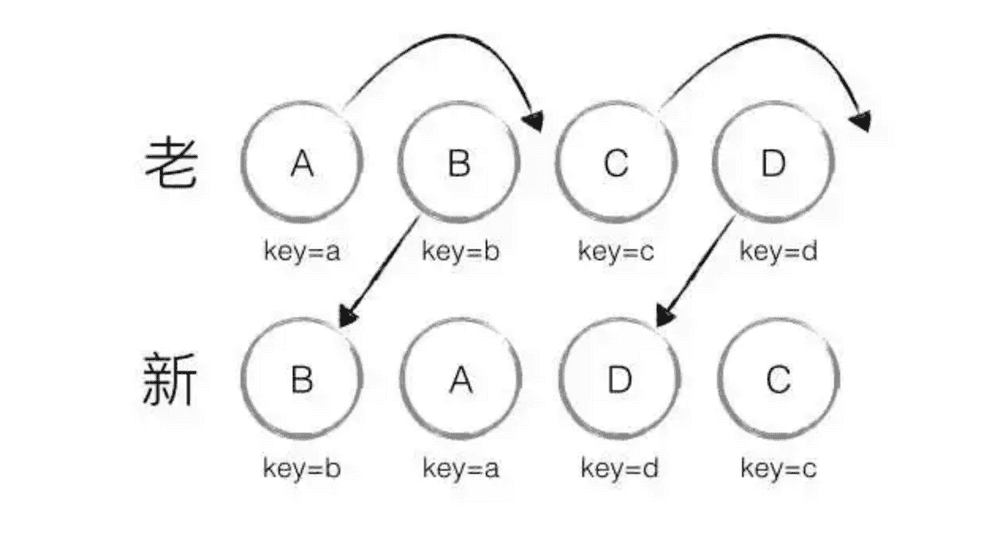 老 A B C D
key=a key=b key=c key=d
新 B A D C
key=b key=a key=d key=c